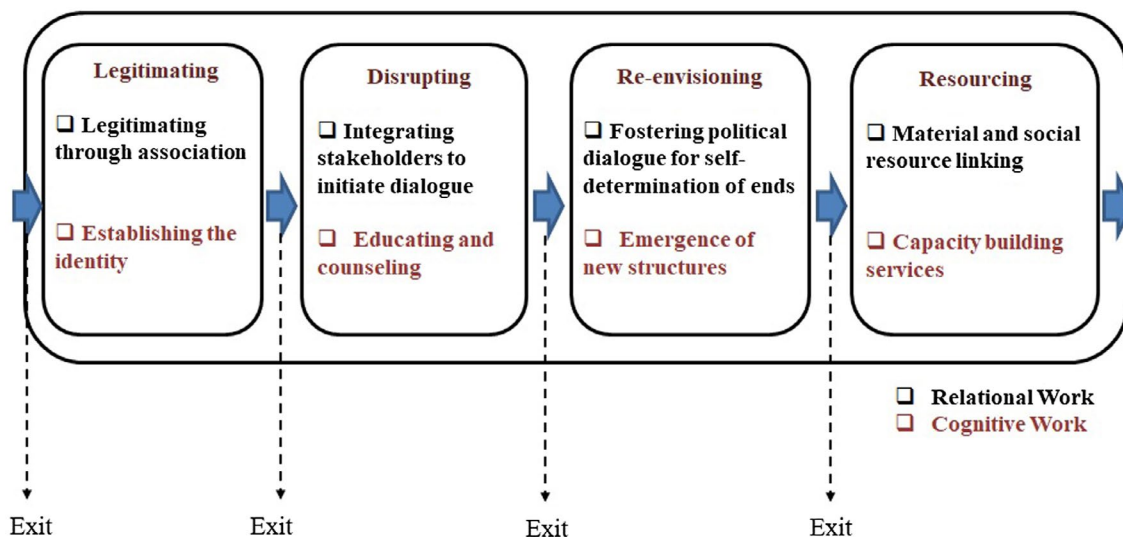 Legitimating
❑ Legitimating
through association
❑ Establishing the
identity
Disrupting
❑ Integrating
stakeholders to
initiate dialogue
❑ Educating and
counseling
Re-envisioning
❑ Fostering political
dialogue for self-
determination of ends
❑ Emergence of
new structures
Resourcing
❑ Material and social
resource linking
❑ Capacity building
services
❑ Relational Work
❑ Cognitive Work
Exit
Exit
Exit
Exit